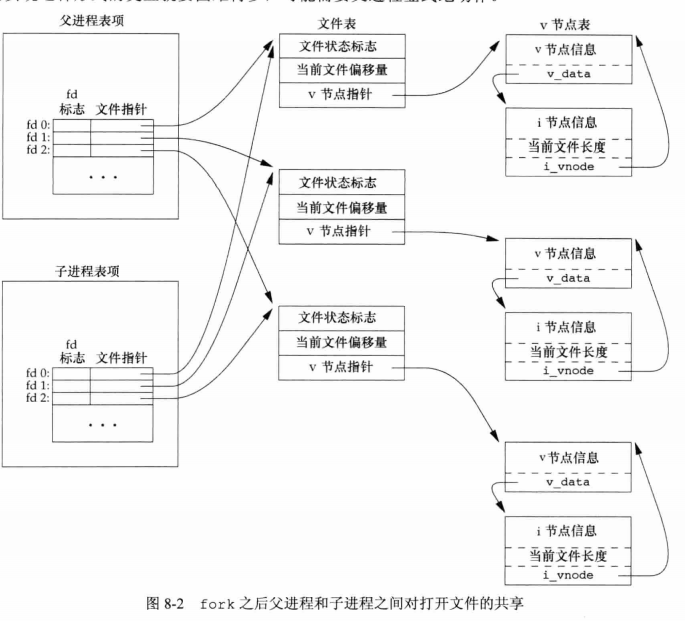 父进程表项
fd
标志 文件指针
fd 0:
fd 1:
fd 2:
· · ·
子进程表项
fd
标志 文件指针
fd 0:
fd 1:
fd 2:
· · ·
文件表
文件状态标志
当前文件偏移量
v 节点指针
文件状态标志
当前文件偏移量
v 节点指针
文件状态标志
当前文件偏移量
v 节点指针
v 节点表
v 节点信息
v_data
i 节点信息
当前文件长度
i_vnode
v 节点信息
v_data
i 节点信息
当前文件长度
i_vnode
v 节点信息
v_data
i 节点信息
当前文件长度
i_vnode
图 8-2 fork 之后父进程和子进程之间对打开文件的共享